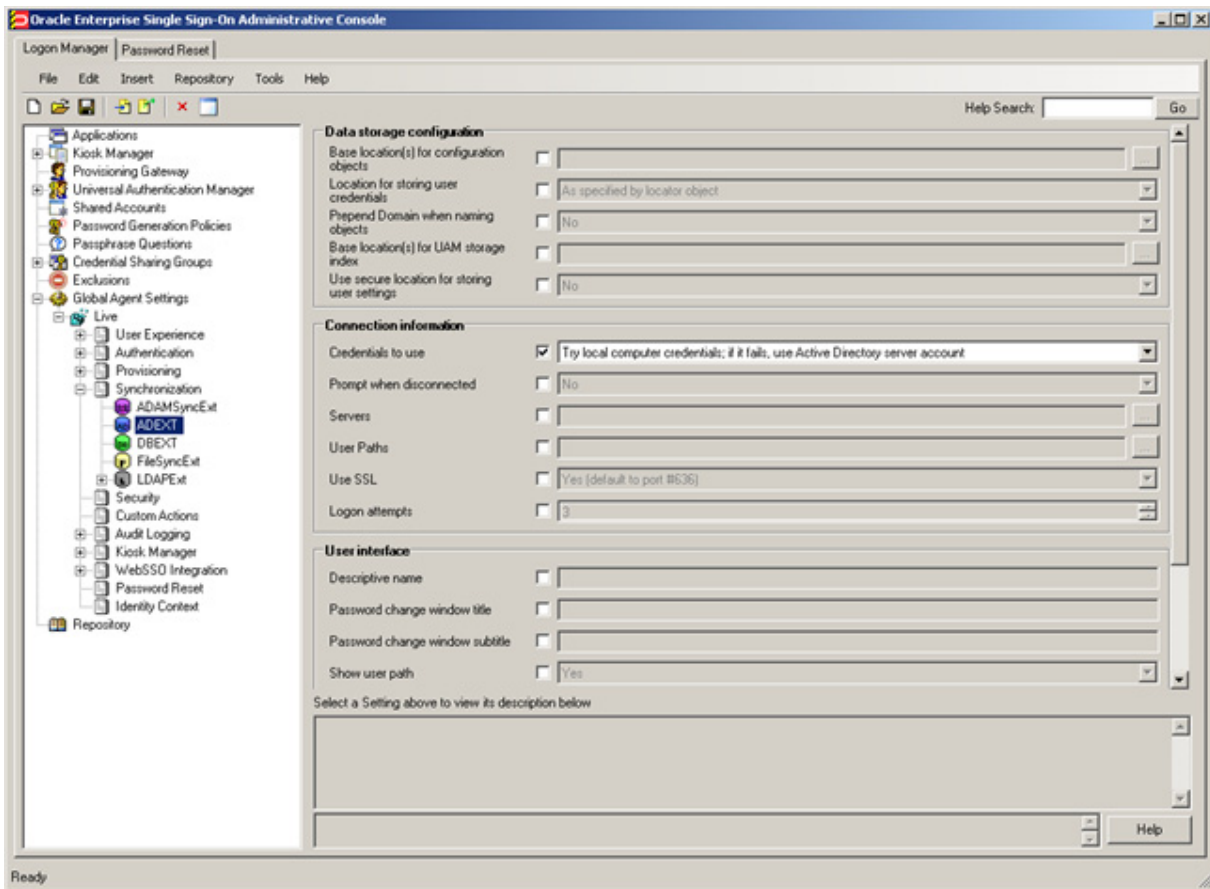 Oracle Enterprise Single Sign-On Administrative Console
Logon Manager Password Reset
File Edit Insert Repository Tools Help
Help Search: Go
Applications
Kiosk Manager
Provisioning Gateway
Universal Authentication Manager
Shared Accounts
Password Generation Policies
Passphrase Questions
Credential Sharing Groups
Exclusions
Global Agent Settings
Live
User Experience
Authentication
Provisioning
Synchronization
ADAMSyncExt
ADEXT
DBEXT
FileSyncExt
LDAPExt
Security
Custom Actions
Audit Logging
Kiosk Manager
WebSSO Integration
Password Reset
Identity Context
Repository
Data storage configuration
Base location(s) for configuration
objects
...
Location for storing user
credentials
As specified by locator object
Prepend Domain when naming
objects
No
Base location(s) for UAM storage
index
...
Use secure location for storing
user settings
No
Connection information
Credentials to use Try local computer credentials; if it fails, use Active Directory server account
Prompt when disconnected No
Servers ...
User Paths ...
Use SSL Yes (default to port #636)
Logon attempts 3
User interface
Descriptive name
Password change window title
Password change window subtitle
Show user path Yes
Select a Setting above to view its description below
Help
Ready